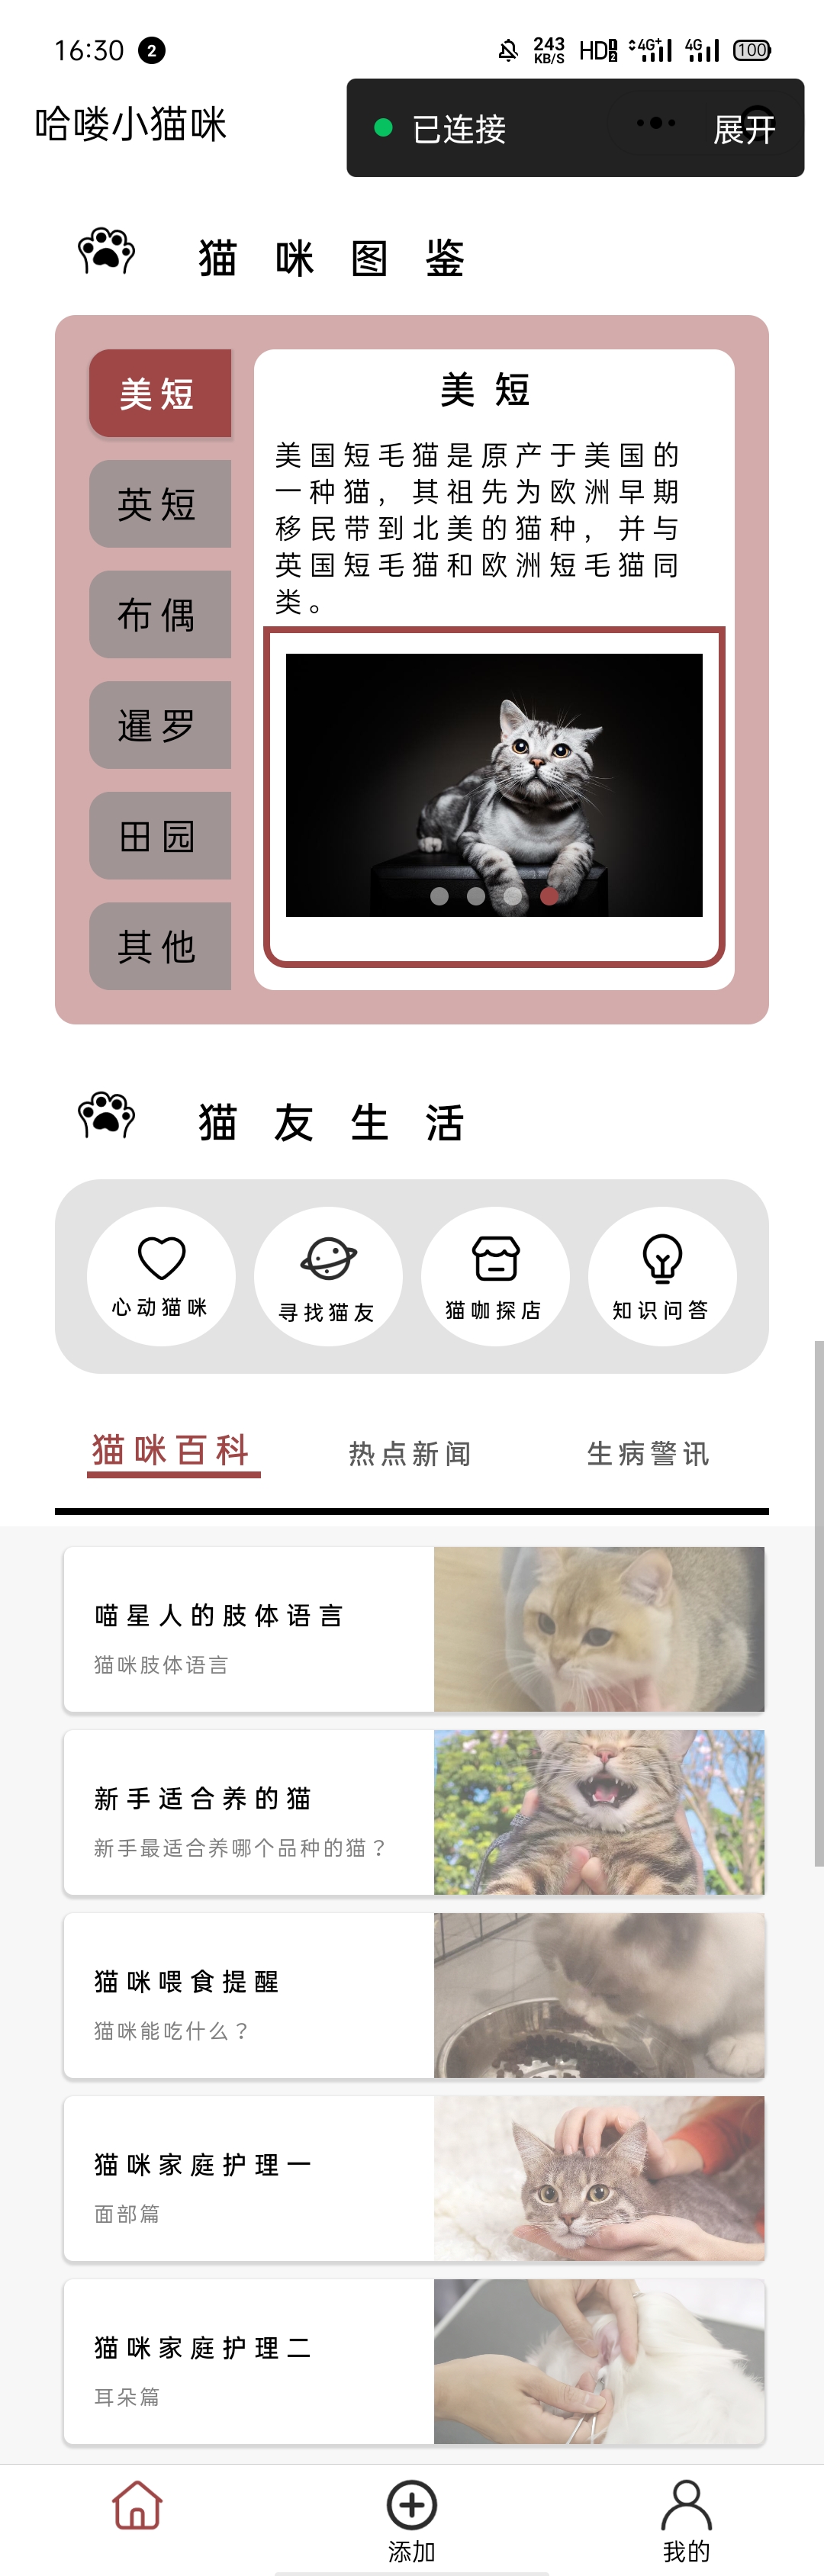 16:30 2 243 KB/S HD 1 2 4G+ 4G 100
哈喽小猫咪
已连接 展开
猫咪图鉴
美短
英短
布偶
暹罗
田园
其他
美短
美国短毛猫是原产于美国的
一种猫，其祖先为欧洲早期
移民带到北美的猫种，并与
英国短毛猫和欧洲短毛猫同
类。
猫友生活
心动猫咪 寻找猫友 猫咖探店 知识问答
猫咪百科 热点新闻 生病警讯
喵星人的肢体语言
猫咪肢体语言
新手适合养的猫
新手最适合养哪个品种的猫？
猫咪喂食提醒
猫咪能吃什么？
猫咪家庭护理一
面部篇
猫咪家庭护理二
耳朵篇
添加 我的